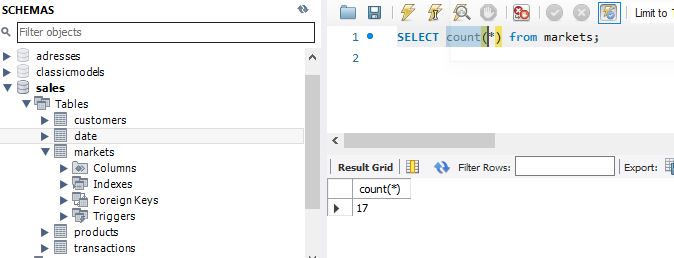 SCHEMAS
Filter objects
adresses
classicmodels
sales
Tables
customers
date
markets
Columns
Indexes
Foreign Keys
Triggers
products
transactions
Limit to
1 SELECT count(*) from markets;
2
Result Grid Filter Rows: Export:
count(*)
17